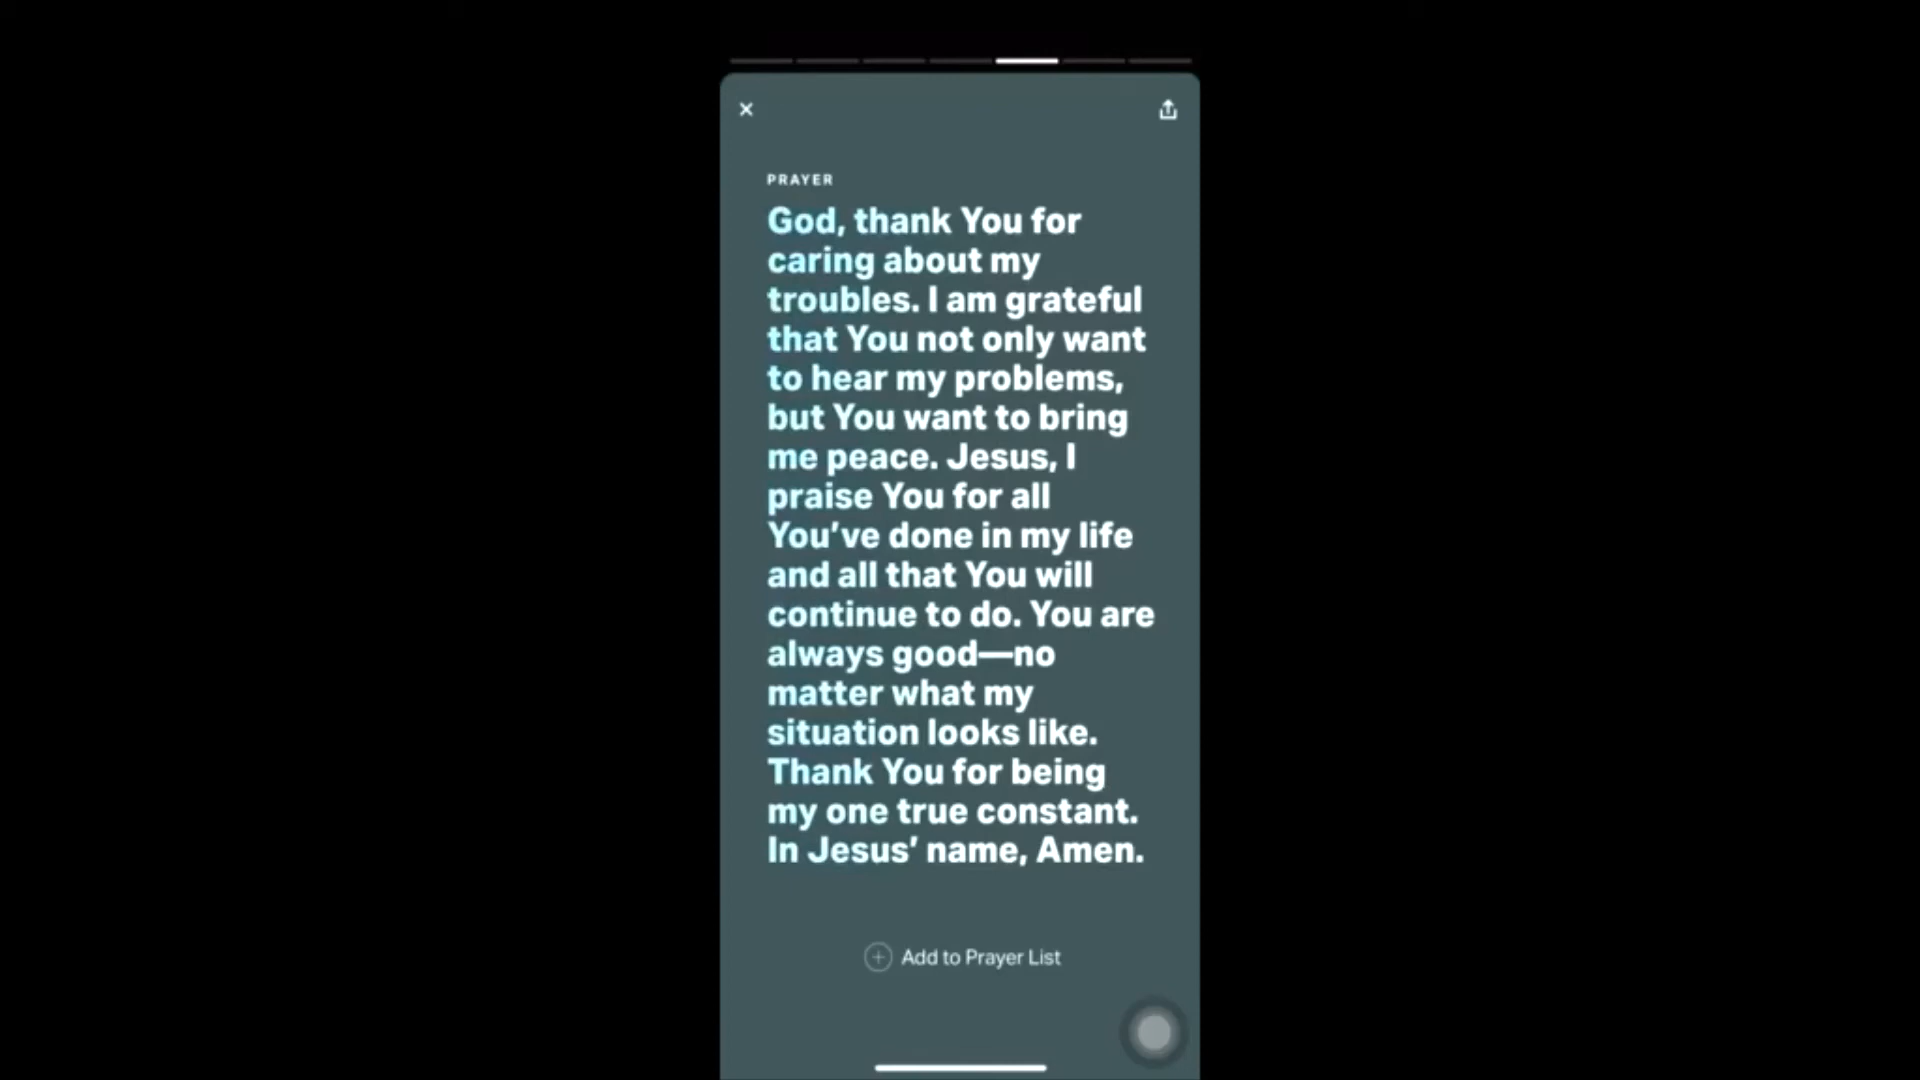 PRAYER
God, thank You for
caring about my
troubles. I am grateful
that You not only want
to hear my problems,
but You want to bring
me peace. Jesus, I
praise You for all
You’ve done in my life
and all that You will
continue to do. You are
always good—no
matter what my
situation looks like.
Thank You for being
my one true constant.
In Jesus’ name, Amen.
Add to Prayer List